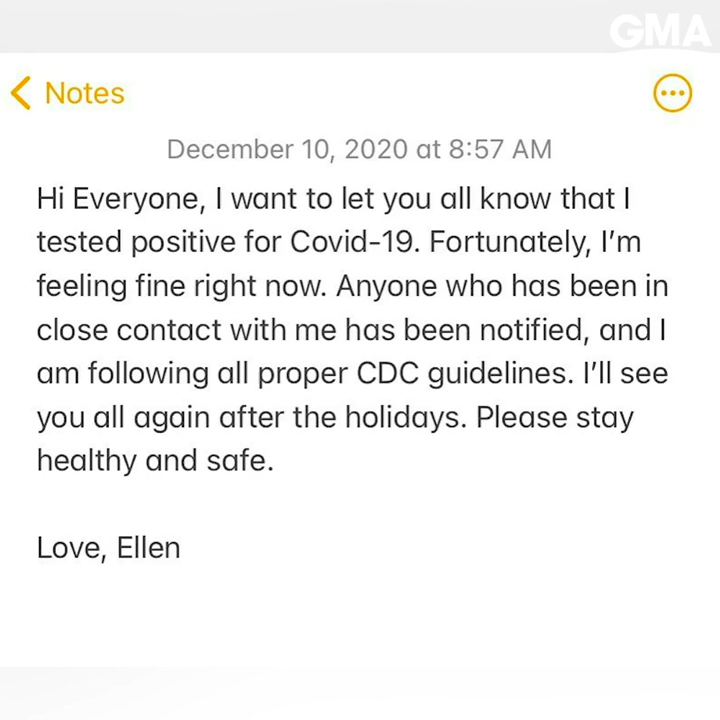 GMA
Notes
December 10, 2020 at 8:57 AM
Hi Everyone, I want to let you all know that I
tested positive for Covid-19. Fortunately, I’m
feeling fine right now. Anyone who has been in
close contact with me has been notified, and I
am following all proper CDC guidelines. I’ll see
you all again after the holidays. Please stay
healthy and safe.
Love, Ellen